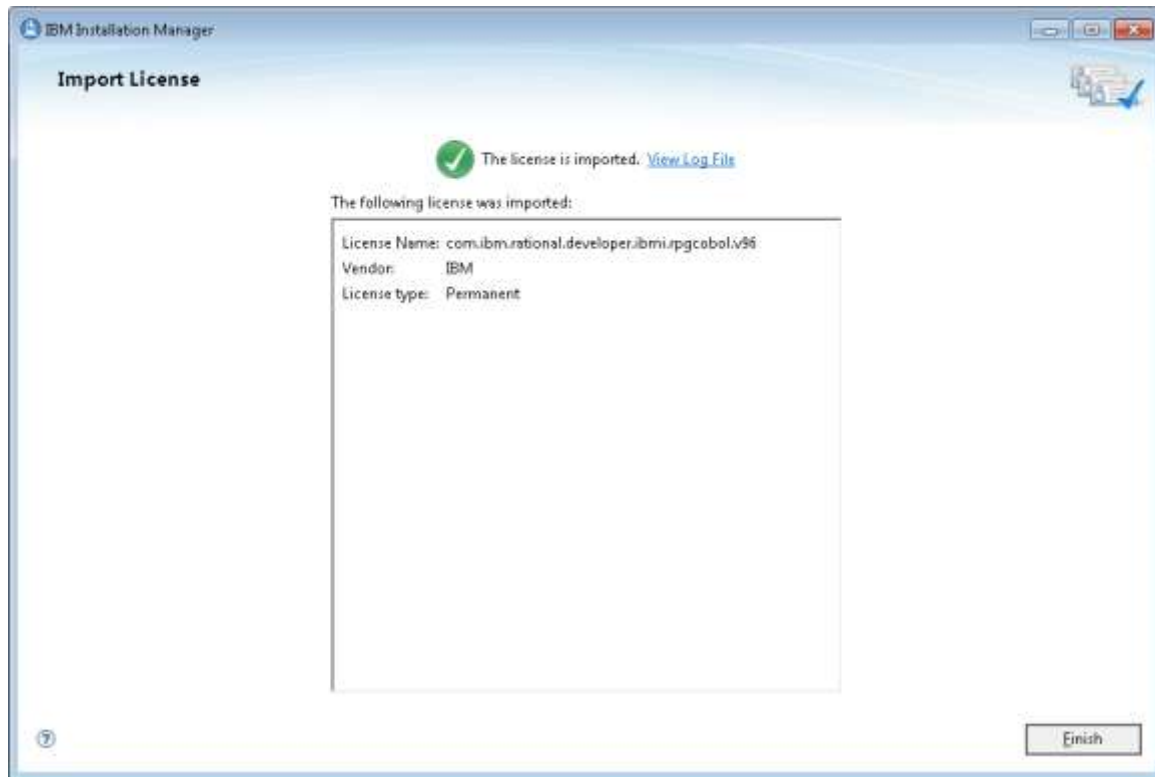 IBM Installation Manager
Import License
The license is imported. View Log File
The following license was imported:
License Name: com.ibm.rational.developer.ibmi.rpgcobol.v96
Vendor: IBM
License type: Permanent
Finish